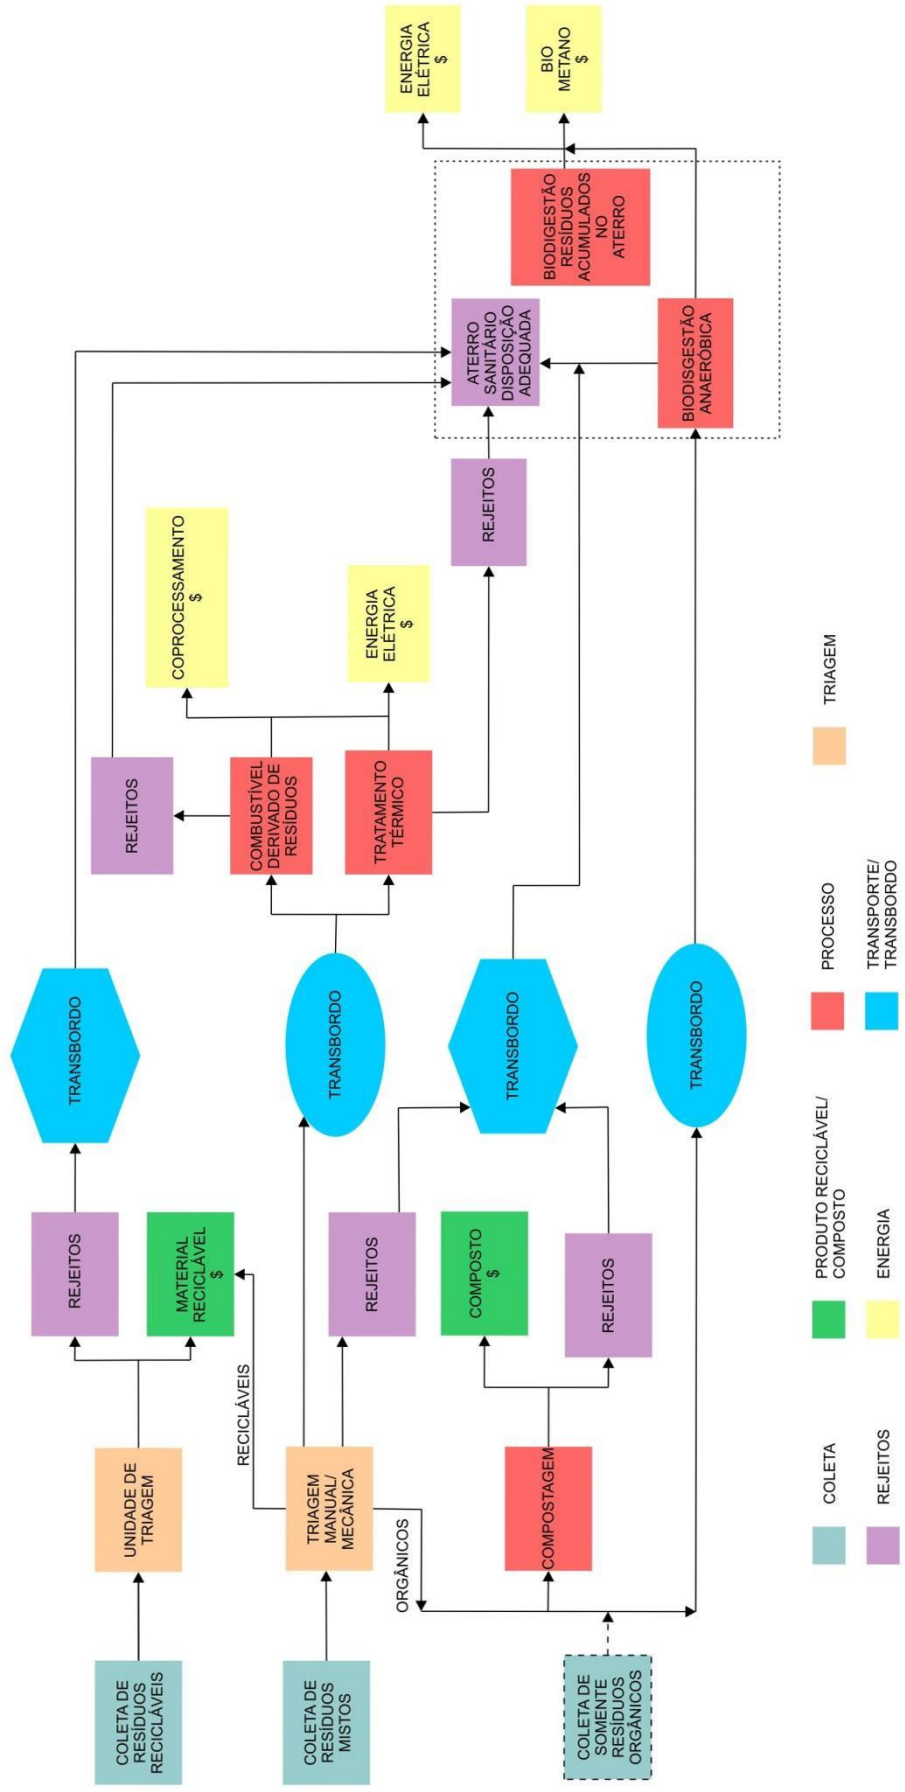 COLETA DE
RESÍDUOS
RECICLÁVEIS
UNIDADE DE
TRIAGEM
REJEITOS
MATERIAL
RECICLÁVEL
$
TRANSBORDO
RECICLÁVEIS
COLETA DE
RESÍDUOS
MISTOS
TRIAGEM
MANUAL/
MECÂNICA
ORGÂNICOS
REJEITOS
TRANSBORDO
REJEITOS
COMBUSTÍVEL
DERIVADO DE
RESÍDUOS
TRATAMENTO
TÉRMICO
COPROCESSAMENTO
$
ENERGIA
ELÉTRICA
$
REJEITOS
COLETA DE
SOMENTE
RESÍDUOS
ORGÂNICOS
COMPOSTAGEM
COMPOSTO
$
REJEITOS
TRANSBORDO
TRANSBORDO
ATERRO
SANITÁRIO
DISPOSIÇÃO
ADEQUADA
BIODISGESTÃO
ANAERÓBICA
BIODIGESTÃO
RESÍDUOS
ACUMULADOS
NO
ATERRO
ENERGIA
ELÉTRICA
$
BIO
METANO
$
COLETA
PRODUTO RECICLÁVEL/
COMPOSTO
PROCESSO
TRIAGEM
REJEITOS
ENERGIA
TRANSPORTE/
TRANSBORDO